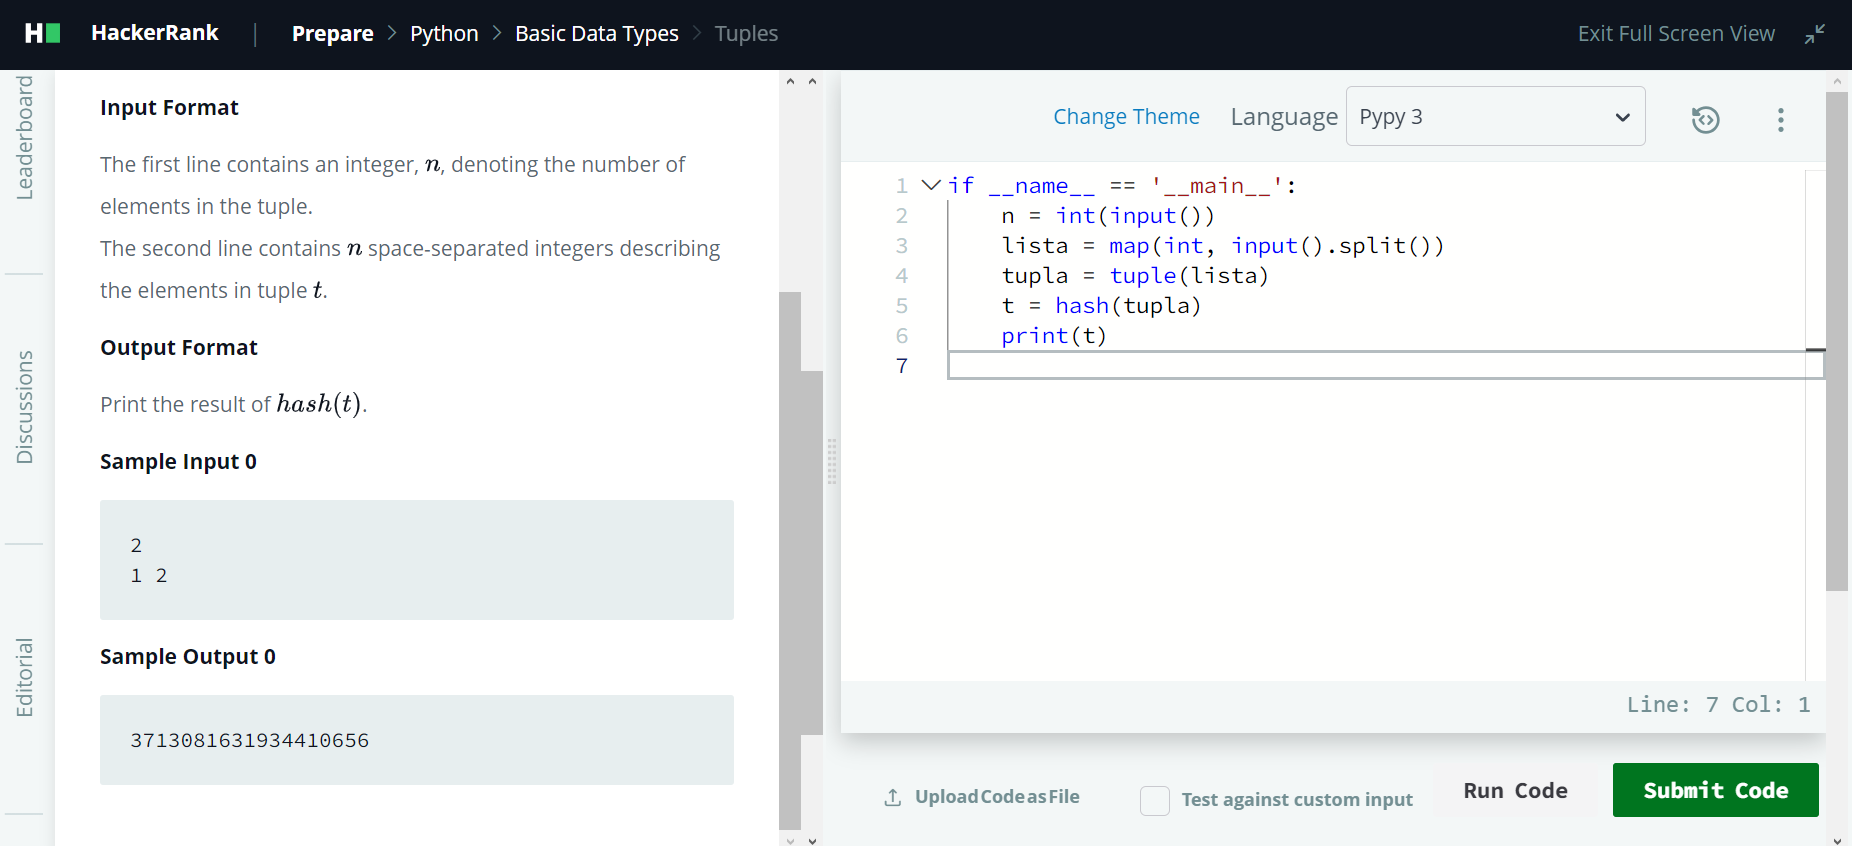 H HackerRank | Prepare > Python > Basic Data Types > Tuples Exit Full Screen View
Leaderboard
Discussions
Editorial
Input Format
The first line contains an integer, n, denoting the number of
elements in the tuple.
The second line contains n space-separated integers describing
the elements in tuple t.
Output Format
Print the result of hash(t).
Sample Input 0
2
1 2
Sample Output 0
3713081631934410656
Change Theme Language Pypy 3
1 if __name__ == '__main__':
2     n = int(input())
3     lista = map(int, input().split())
4     tupla = tuple(lista)
5     t = hash(tupla)
6     print(t)
7
Line: 7 Col: 1
Upload Code as File Test against custom input Run Code Submit Code